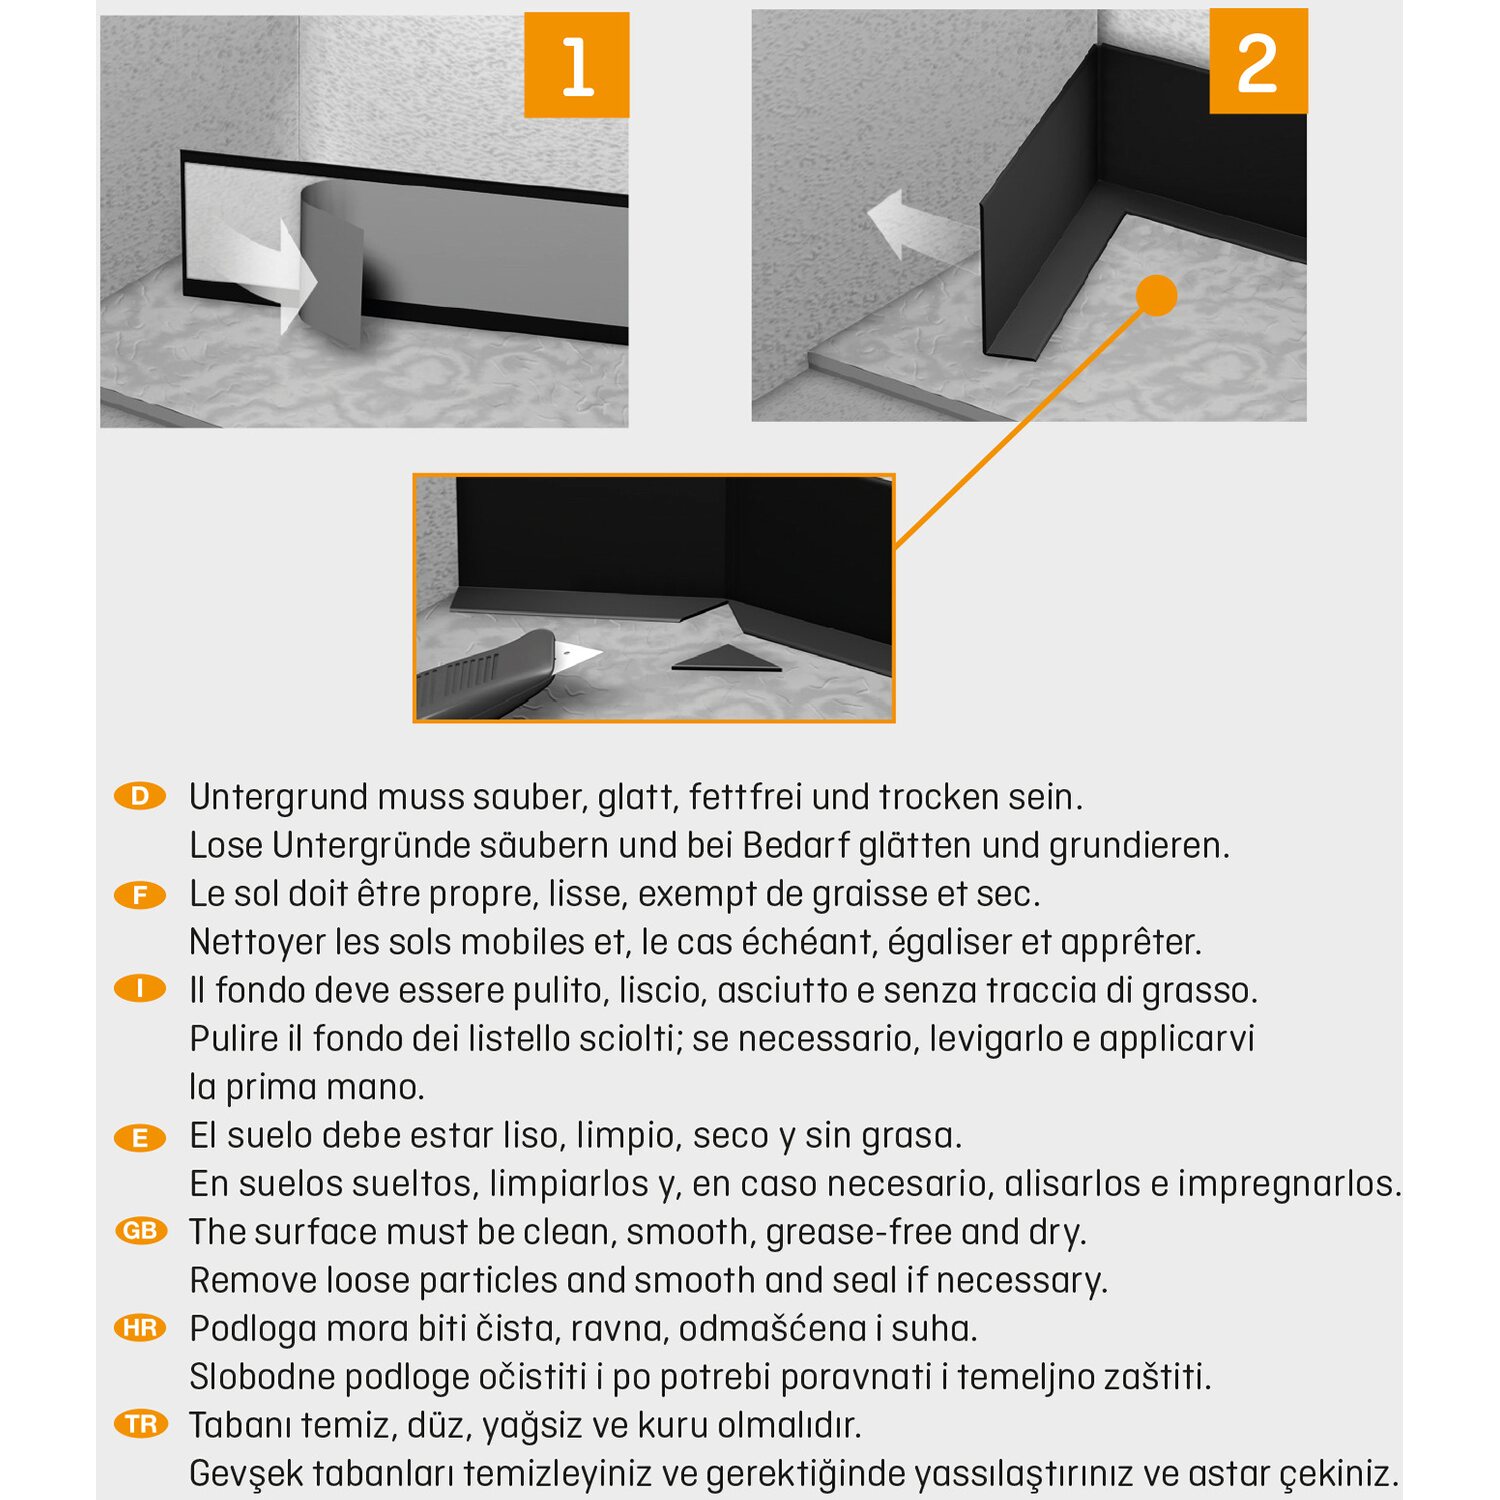 1
2
D Untergrund muss sauber, glatt, fettfrei und trocken sein.
Lose Untergründe säubern und bei Bedarf glätten und grundieren.
F Le sol doit être propre, lisse, exempt de graisse et sec.
Nettoyer les sols mobiles et, le cas échéant, égaliser et apprêter.
I Il fondo deve essere pulito, liscio, asciutto e senza traccia di grasso.
Pulire il fondo dei listello sciolti; se necessario, levigarlo e applicarvi
la prima mano.
E El suelo debe estar liso, limpio, seco y sin grasa.
En suelos sueltos, limpiarlos y, en caso necesario, alisarlos e impregnarlos.
GB The surface must be clean, smooth, grease-free and dry.
Remove loose particles and smooth and seal if necessary.
HR Podloga mora biti čista, ravna, odmašćena i suha.
Slobodne podloge očistiti i po potrebi poravnati i temeljno zaštiti.
TR Tabanı temiz, düz, yağsiz ve kuru olmalıdır.
Gevşek tabanları temizleyiniz ve gerektiğinde yassılaştırınız ve astar çekiniz.